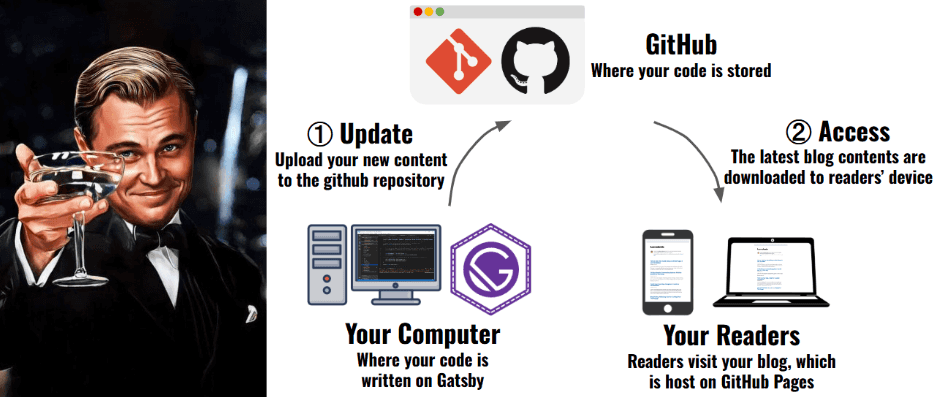 GitHub
Where your code is stored
① Update
Upload your new content
to the github repository
② Access
The latest blog contents are
downloaded to readers’ device
Your Computer
Where your code is
written on Gatsby
Your Readers
Readers visit your blog, which
is host on GitHub Pages